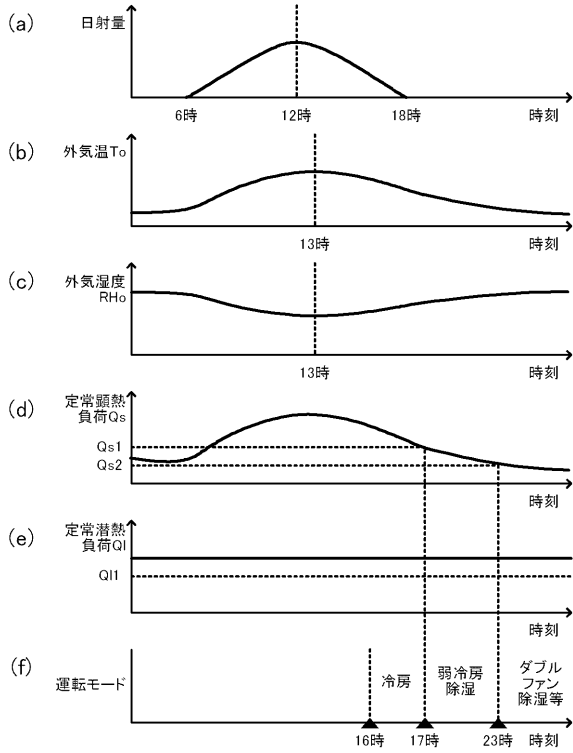 (a)
日射量
6時
12時
18時
時刻
(b)
外気温To
13時
時刻
(c)
外気湿度
RHo
13時
時刻
(d)
定常顕熱
負荷Qs
Qs1
Qs2
時刻
(e)
定常潜熱
負荷Ql
Ql1
時刻
(f)
運転モード
冷房
弱冷房
除湿
ダブル
ファン
除湿等
16時
17時
23時
時刻